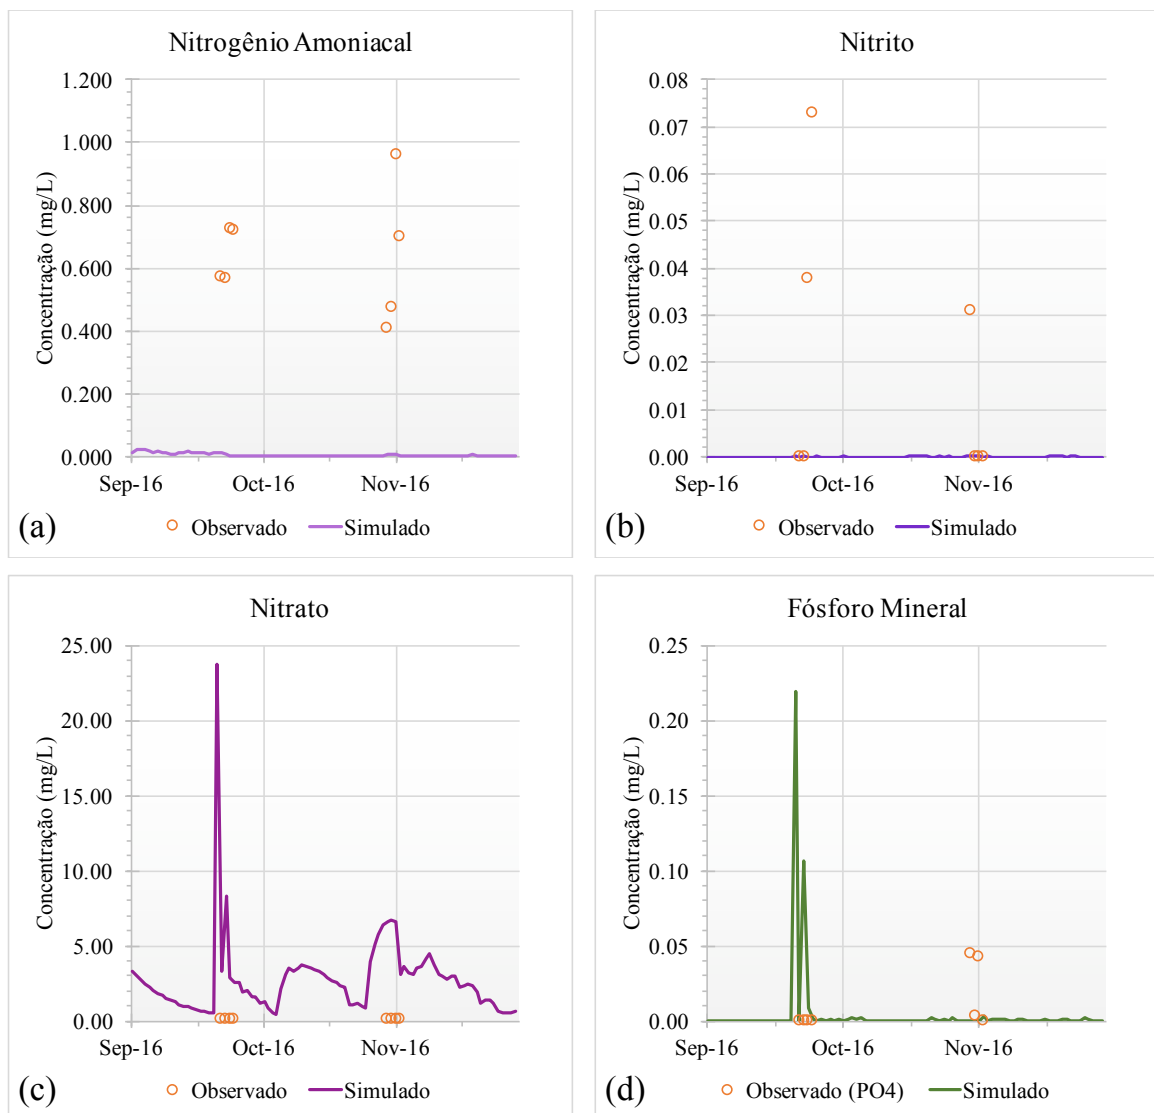 Nitrogênio Amoniacal
Concentração (mg/L)
1.200
1.000
0.800
0.600
0.400
0.200
0.000
Sep-16 Oct-16 Nov-16
(a) Observado Simulado
Nitrito
Concentração (mg/L)
0.08
0.07
0.06
0.05
0.04
0.03
0.02
0.01
0.00
Sep-16 Oct-16 Nov-16
(b) Observado Simulado
Nitrato
Concentração (mg/L)
25.00
20.00
15.00
10.00
5.00
0.00
Sep-16 Oct-16 Nov-16
(c) Observado Simulado
Fósforo Mineral
Concentração (mg/L)
0.25
0.20
0.15
0.10
0.05
0.00
Sep-16 Oct-16 Nov-16
(d) Observado (PO4) Simulado